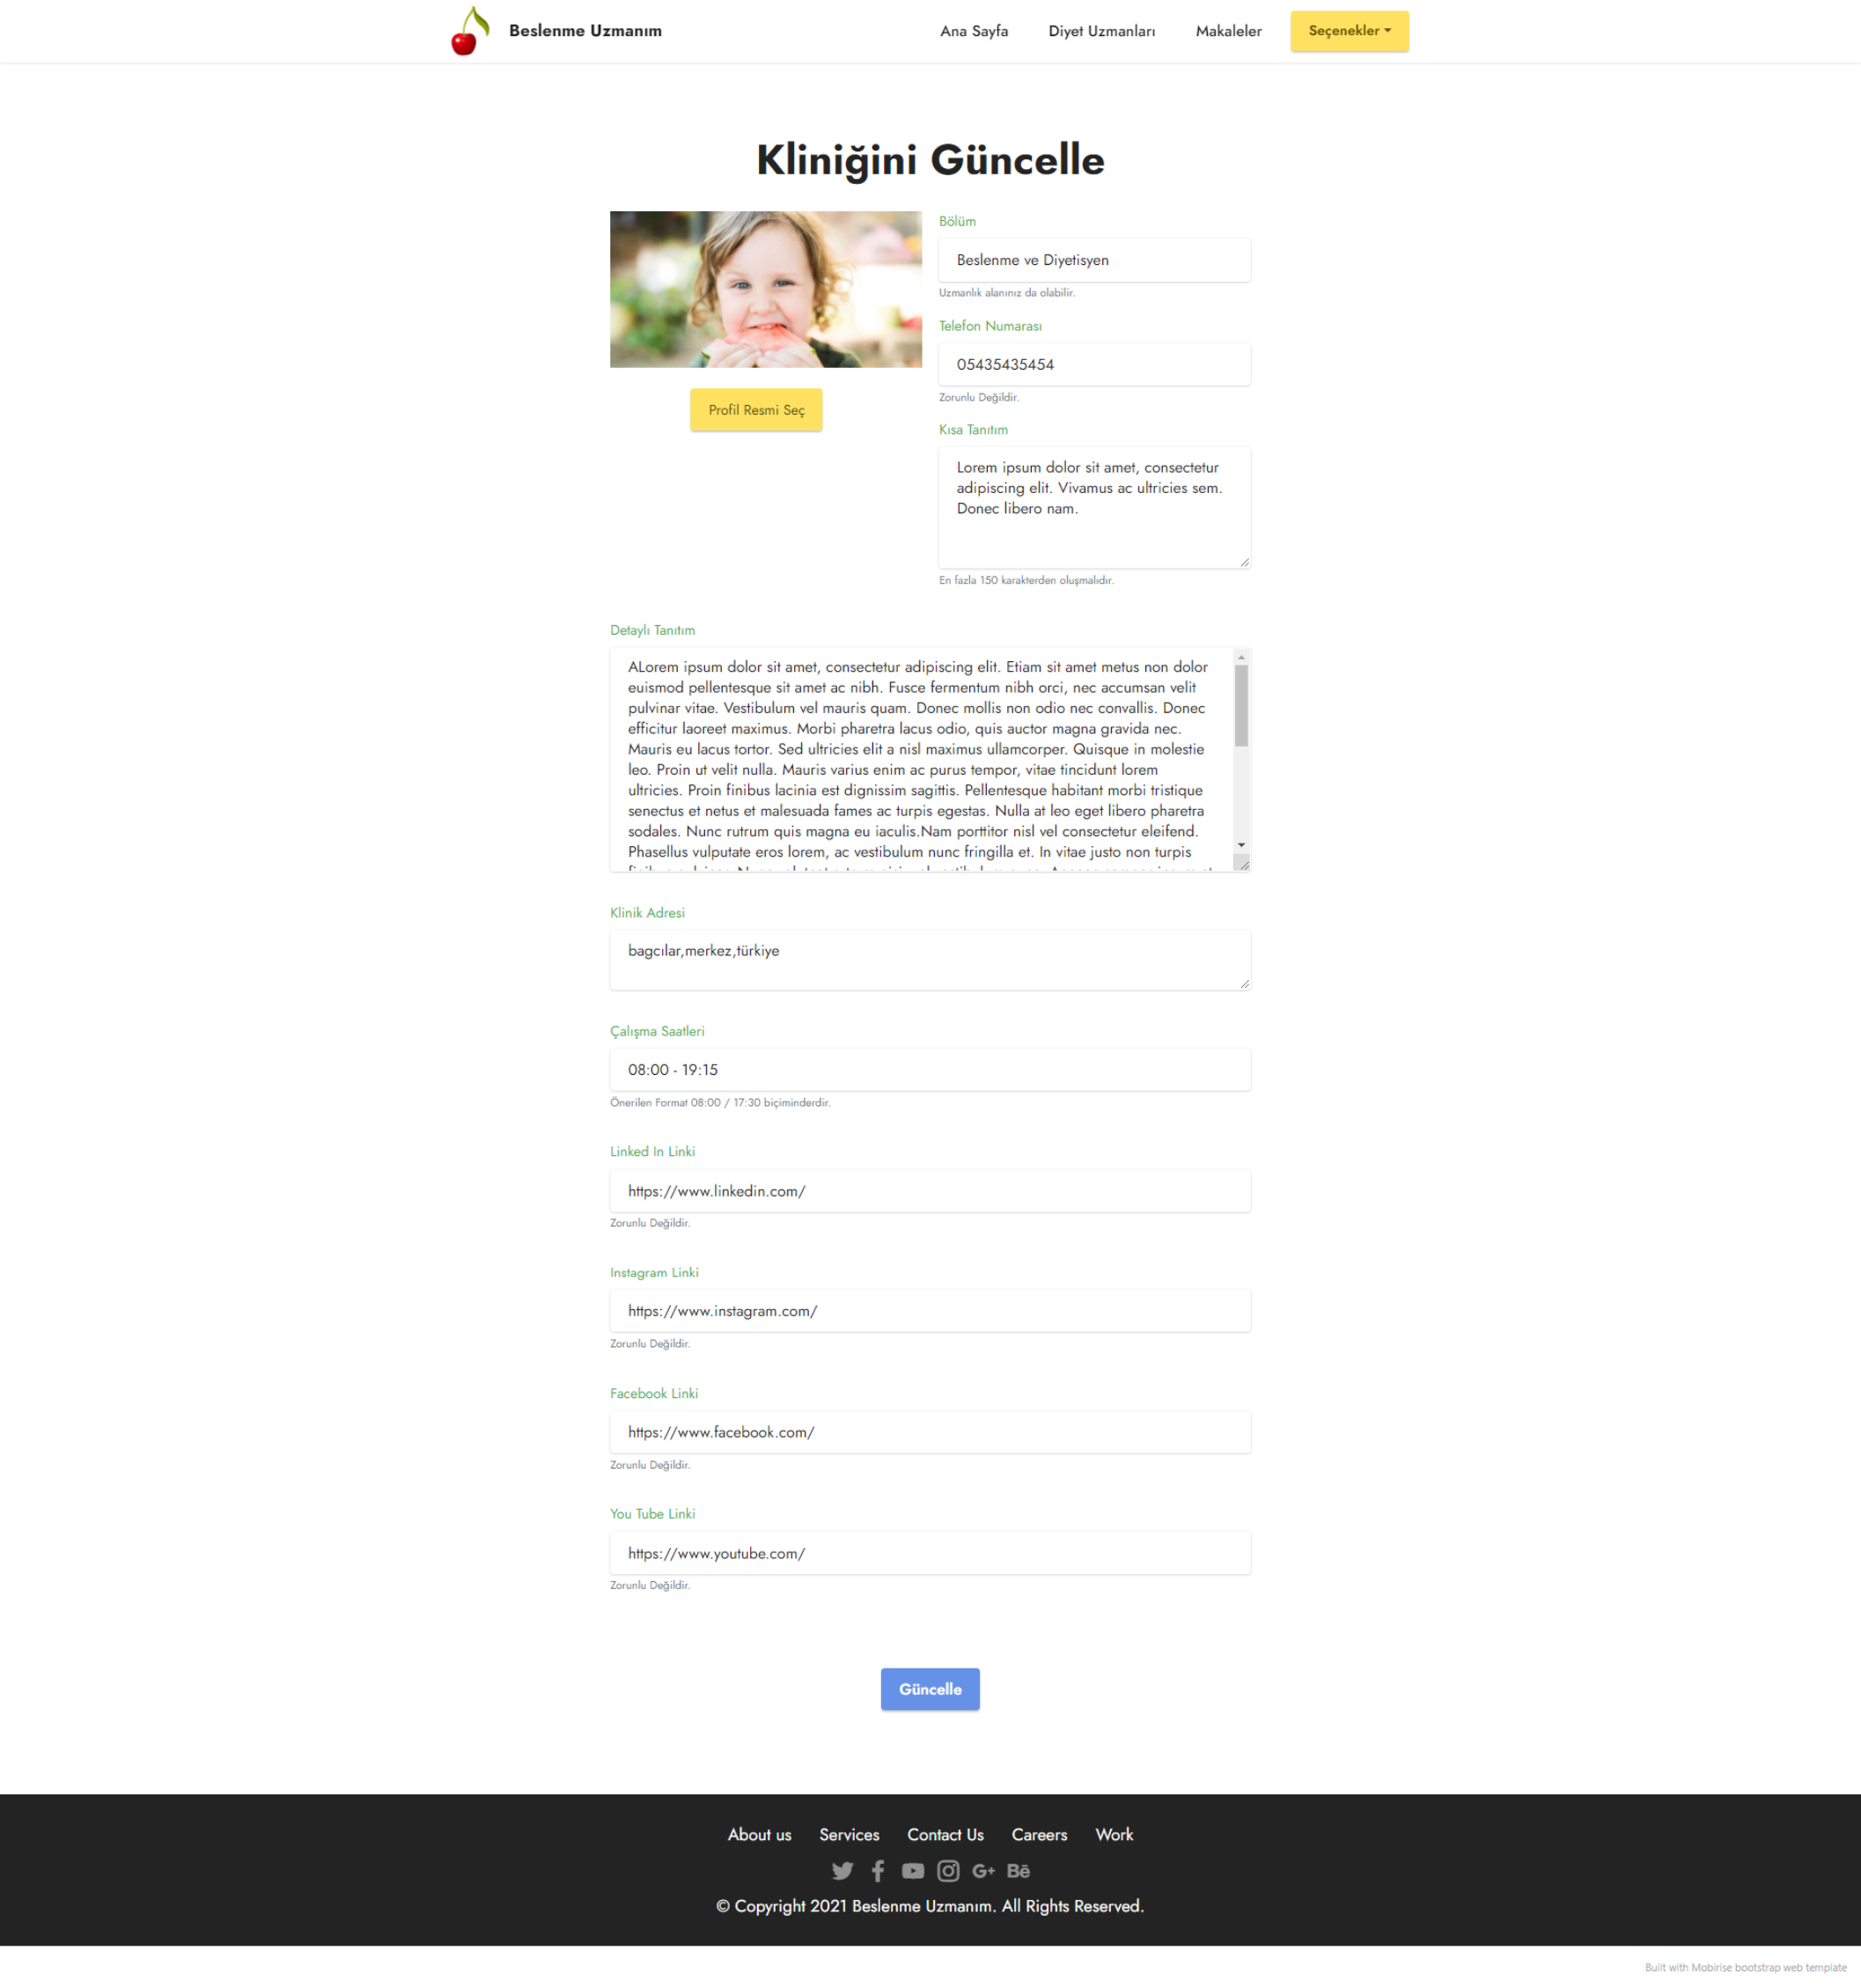 Beslenme Uzmanım
Ana Sayfa
Diyet Uzmanları
Makaleler
Seçenekler
Kliniğini Güncelle
Profil Resmi Seç
Bölüm
Beslenme ve Diyetisyen
Uzmanlık alanınız da olabilir.
Telefon Numarası
05435435454
Zorunlu Değildir.
Kısa Tanıtım
Lorem ipsum dolor sit amet, consectetur
adipiscing elit. Vivamus ac ultricies sem.
Donec libero nam.
En fazla 150 karakterden oluşmalıdır.
Detaylı Tanıtım
ALorem ipsum dolor sit amet, consectetur adipiscing elit. Etiam sit amet metus non dolor
euismod pellentesque sit amet ac nibh. Fusce fermentum nibh orci, nec accumsan velit
pulvinar vitae. Vestibulum vel mauris quam. Donec mollis non odio nec convallis. Donec
efficitur laoreet maximus. Morbi pharetra lacus odio, quis auctor magna gravida nec.
Mauris eu lacus tortor. Sed ultricies elit a nisl maximus ullamcorper. Quisque in molestie
leo. Proin ut velit nulla. Mauris varius enim ac purus tempor, vitae tincidunt lorem
ultricies. Proin finibus lacinia est dignissim sagittis. Pellentesque habitant morbi tristique
senectus et netus et malesuada fames ac turpis egestas. Nulla at leo eget libero pharetra
sodales. Nunc rutrum quis magna eu iaculis.Nam porttitor nisl vel consectetur eleifend.
Phasellus vulputate eros lorem, ac vestibulum nunc fringilla et. In vitae justo non turpis
Klinik Adresi
bagcılar,merkez,türkiye
Çalışma Saatleri
08:00 - 19:15
Önerilen Format 08:00 / 17:30 biçiminderdir.
Linked In Linki
https://www.linkedin.com/
Zorunlu Değildir.
Instagram Linki
https://www.instagram.com/
Zorunlu Değildir.
Facebook Linki
https://www.facebook.com/
Zorunlu Değildir.
You Tube Linki
https://www.youtube.com/
Zorunlu Değildir.
Güncelle
About us
Services
Contact Us
Careers
Work
G+
Bē
© Copyright 2021 Beslenme Uzmanım. All Rights Reserved.
Built with Mobirise bootstrap web template